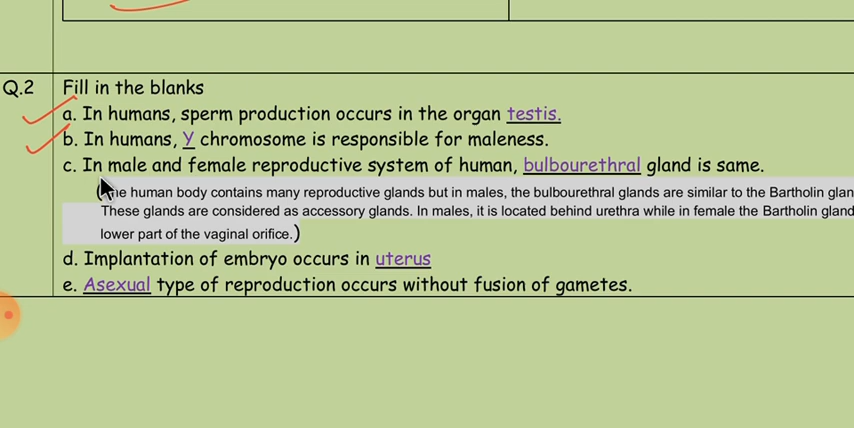 Q.2 Fill in the blanks
a. In humans, sperm production occurs in the organ testis.
b. In humans, Y chromosome is responsible for maleness.
c. In male and female reproductive system of human, bulbourethral gland is same.
human body contains many reproductive glands but in males, the bulbourethral glands are similar to the Bartholin
These glands are considered as accessory glands. In males, it is located behind urethra while in female the Bartholin gland
lower part of the vaginal orifice.)
d. Implantation of embryo occurs in uterus
e. Asexual type of reproduction occurs without fusion of gametes.